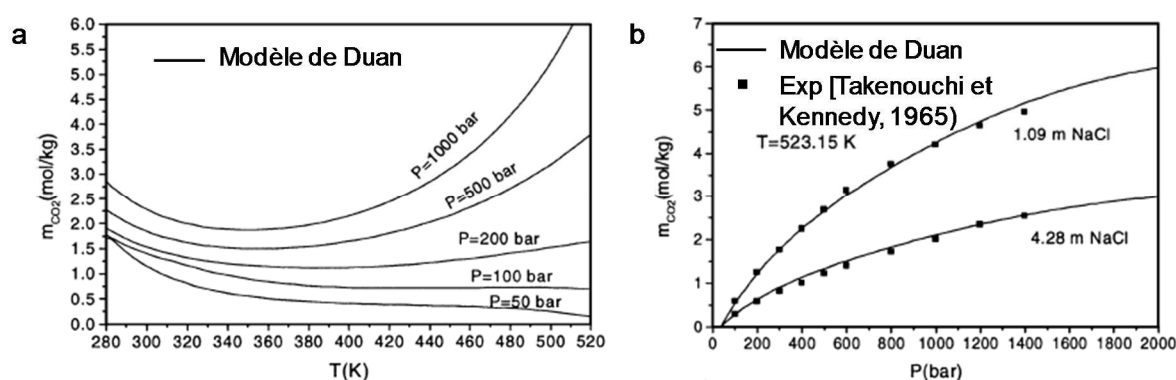 a
Modèle de Duan
m_CO2(mol/kg)
6.0
5.5
5.0
4.5
4.0
3.5
3.0
2.5
2.0
1.5
1.0
0.5
0.0
P=1000 bar
P=500 bar
P=200 bar
P=100 bar
P=50 bar
280 300 320 340 360 380 400 420 440 460 480 500 520
T(K)
b
Modèle de Duan
Exp [Takenouchi et
Kennedy, 1965)
T=523.15 K
1.09 m NaCl
4.28 m NaCl
m_CO2(mol/kg)
7
6
5
4
3
2
1
0
0 200 400 600 800 1000 1200 1400 1600 1800 2000
P(bar)